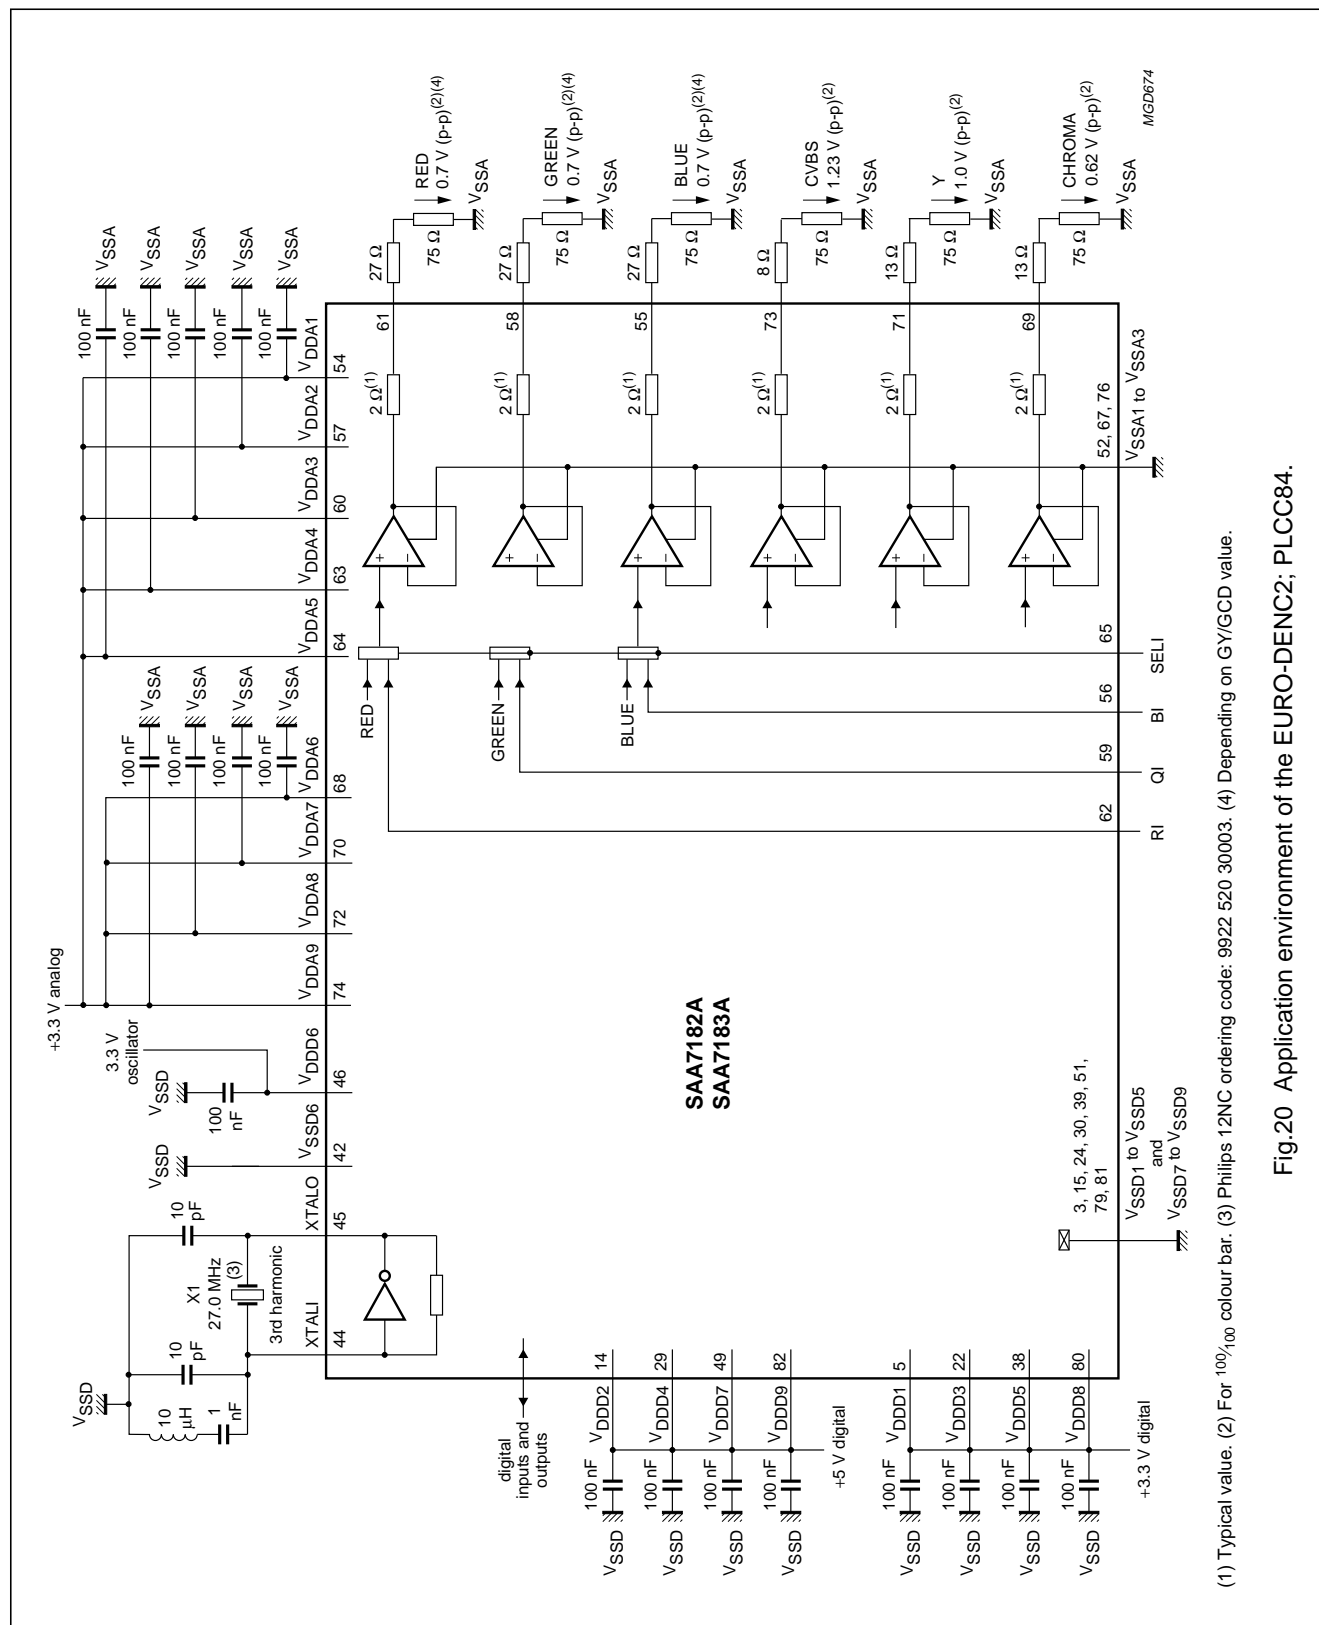 +3.3 V analog
3.3 V
oscillator
VSSD
VSSD
VSSD
10
µH
1
nF
10
pF
10
pF
X1
27.0 MHz
(3)
3rd harmonic
100
nF
100 nF
VSSA
100 nF
VSSA
100 nF
VSSA
100 nF
VSSA
100 nF
VSSA
100 nF
VSSA
100 nF
VSSA
100 nF
VSSA
100 nF
VSSA
XTALI
XTALO
VSSD6
VDDD6
VDDA9
VDDA8
VDDA7
VDDA6
VDDA5
VDDA4
VDDA3
VDDA2
VDDA1
44
45
42
46
74
72
70
68
64
63
60
57
54
digital
inputs and
outputs
VSSD
100 nF
VDDD2
14
VSSD
100 nF
VDDD4
29
VSSD
100 nF
VDDD7
49
VSSD
100 nF
VDDD9
82
+5 V digital
VSSD
100 nF
VDDD1
5
VSSD
100 nF
VDDD3
22
VSSD
100 nF
VDDD5
38
VSSD
100 nF
VDDD8
80
+3.3 V digital
SAA7182A
SAA7183A
RED
GREEN
BLUE
+
−
2 Ω(1)
61
27 Ω
75 Ω
RED
0.7 V (p-p)(2)(4)
VSSA
+
−
2 Ω(1)
58
27 Ω
75 Ω
GREEN
0.7 V (p-p)(2)(4)
VSSA
+
−
2 Ω(1)
55
27 Ω
75 Ω
BLUE
0.7 V (p-p)(2)(4)
VSSA
+
−
2 Ω(1)
73
8 Ω
75 Ω
CVBS
1.23 V (p-p)(2)
VSSA
+
−
2 Ω(1)
71
13 Ω
75 Ω
Y
1.0 V (p-p)(2)
VSSA
+
−
2 Ω(1)
69
13 Ω
75 Ω
CHROMA
0.62 V (p-p)(2)
VSSA
3, 15, 24, 30, 39, 51,
79, 81
VSSD1 to VSSD5
and
VSSD7 to VSSD9
62
RI
59
QI
56
BI
65
SELI
52, 67, 76
VSSA1 to VSSA3
MGD674
(1) Typical value. (2) For 100/100 colour bar. (3) Philips 12NC ordering code: 9922 520 30003. (4) Depending on GY/GCD value.
Fig.20 Application environment of the EURO-DENC2; PLCC84.